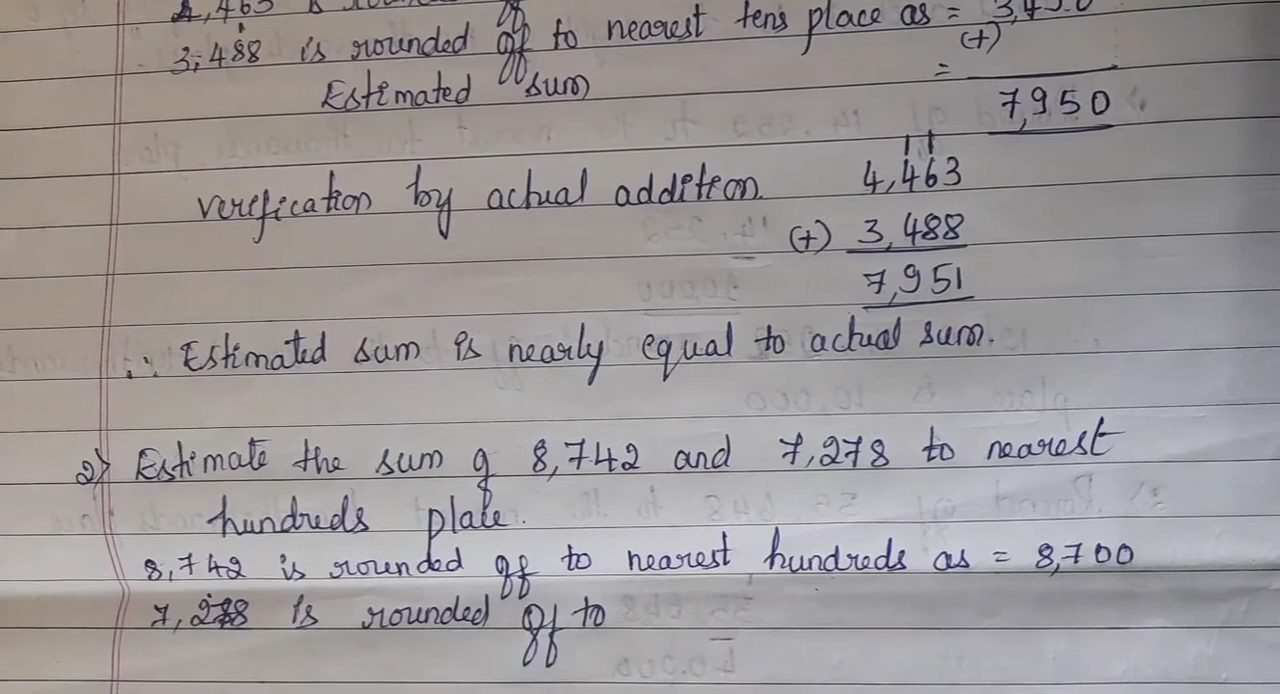 4,463 is
3,488 is rounded off to nearest tens place as = 3,490
(+)
Estimated sum =
7,950
verification by actual addition. 4,463
(+) 3,488
7,951
∴ Estimated sum is nearly equal to actual sum.
2) Estimate the sum of 8,742 and 7,278 to nearest
hundreds place.
8,742 is rounded off to nearest hundreds as = 8,700
7,278 is rounded off to